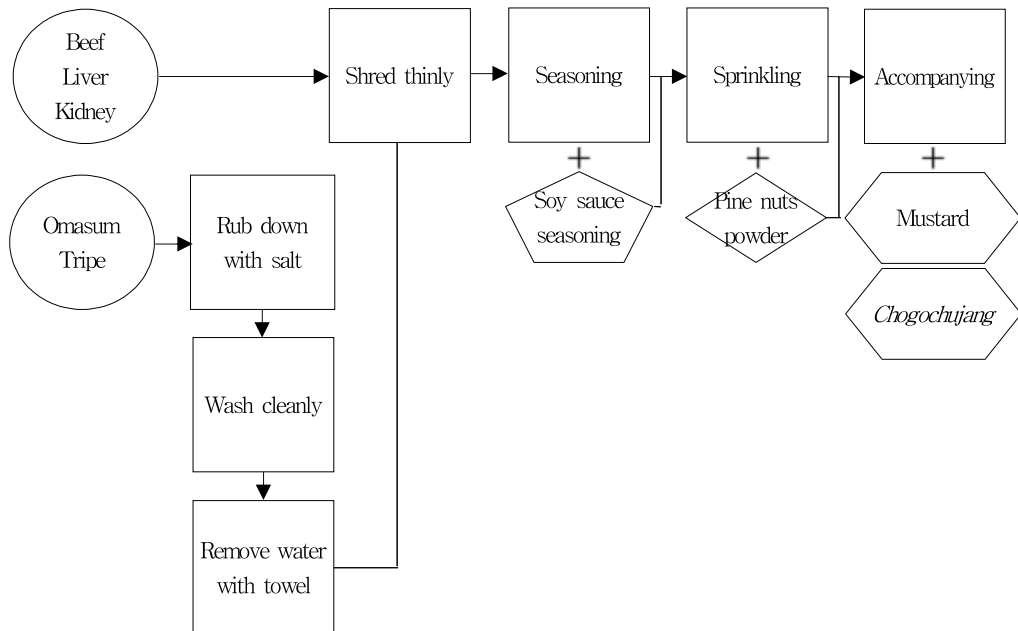 Beef
Liver
Kidney
Shred thinly
Seasoning
Sprinkling
Accompanying
+
+
+
Soy sauce
seasoning
Pine nuts
powder
Mustard
Chogochujang
Omasum
Tripe
Rub down
with salt
Wash cleanly
Remove water
with towel